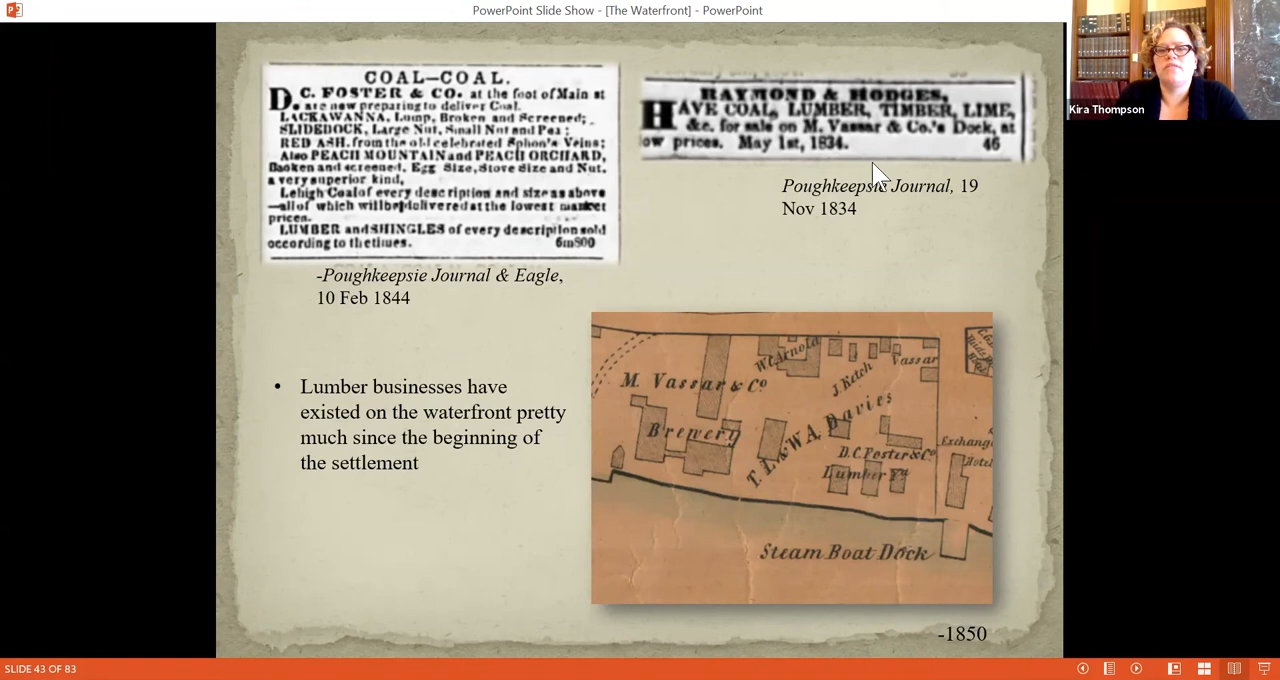 PowerPoint Slide Show - [The Waterfront] - PowerPoint
Kira Thompson
COAL—COAL.
D. C. FOSTER & CO. at the foot of Main st
are now preparing to deliver Coal.
LACKAWANNA, Lump, Broken and Screened;
SLIDEDOCK, Large Nut, Small Nut and Pea;
RED ASH, from the old celebrated Sphon's Veins;
Also PEACH MOUNTAIN and PEACH ORCHARD,
and screened, Egg Size, Stove Size and Nut,
a very superior kind,
Lehigh Coal of every description and size as above
—all of which will be delivered at the lowest market
prices.
LUMBER and SHINGLES of every description sold
according to the times. 6m800
-Poughkeepsie Journal & Eagle,
10 Feb 1844
RAYMOND & HODGES,
HAVE COAL, LUMBER, TIMBER, LIME,
&c. for sale on M. Vassar & Co.'s Dock, at
low prices. May 1st, 1834. 46
Poughkeepsie Journal, 19
Nov 1834
• Lumber businesses have
existed on the waterfront pretty
much since the beginning of
the settlement
W. Arnold
Vassar
J. Ketch
M. Vassar & Co
T. L. & W. A. Davies
Brewery
D. C. Foster & Co
Lumber Yd
Exchange
Hotel
Steam Boat Dock
-1850
SLIDE 43 OF 83